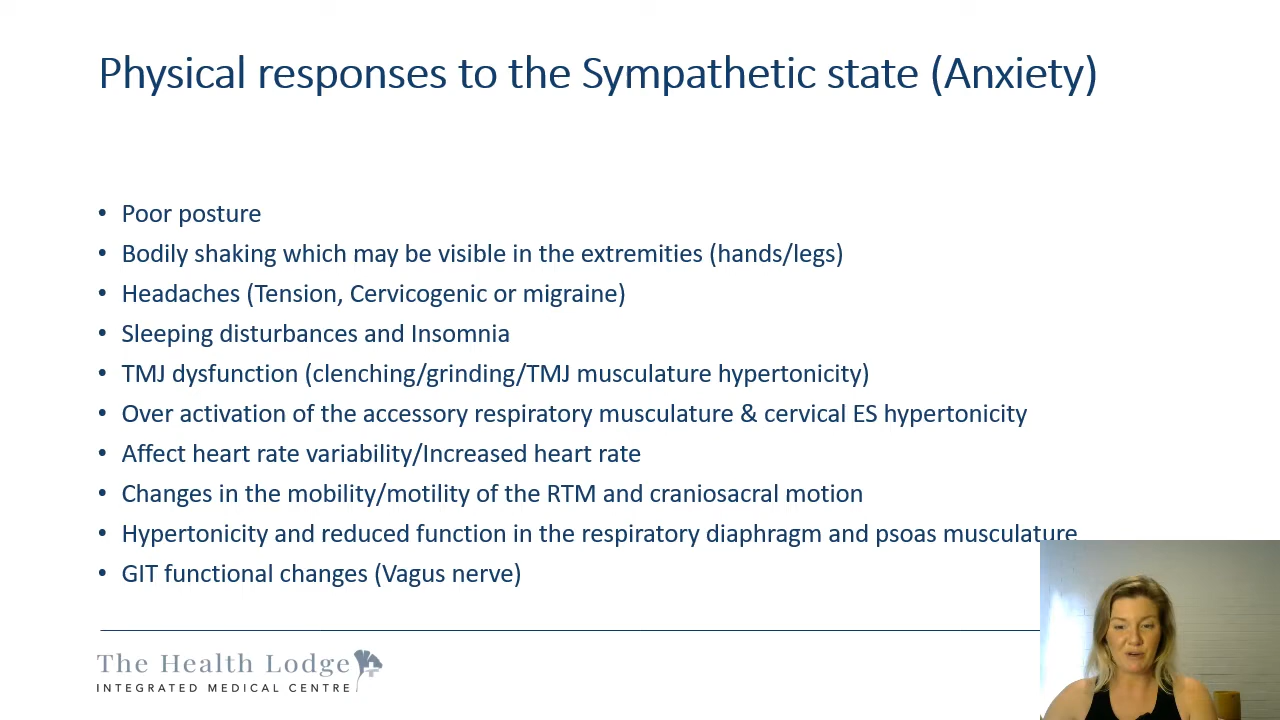 Physical responses to the Sympathetic state (Anxiety)
• Poor posture
• Bodily shaking which may be visible in the extremities (hands/legs)
• Headaches (Tension, Cervicogenic or migraine)
• Sleeping disturbances and Insomnia
• TMJ dysfunction (clenching/grinding/TMJ musculature hypertonicity)
• Over activation of the accessory respiratory musculature & cervical ES hypertonicity
• Affect heart rate variability/Increased heart rate
• Changes in the mobility/motility of the RTM and craniosacral motion
• Hypertonicity and reduced function in the respiratory diaphragm and psoas musculature
• GIT functional changes (Vagus nerve)
The Health Lodge
INTEGRATED MEDICAL CENTRE